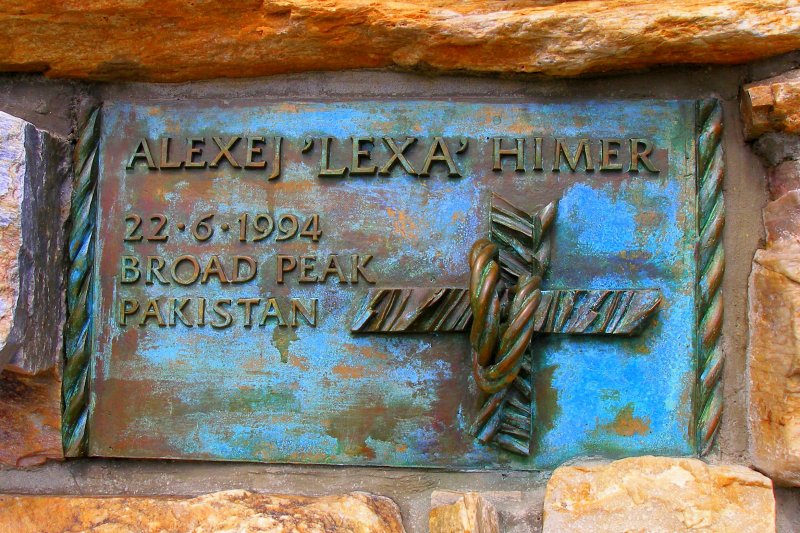 ALEXEJ 'LEXA' HIMER
22·6·1994
BROAD PEAK
PAKISTAN